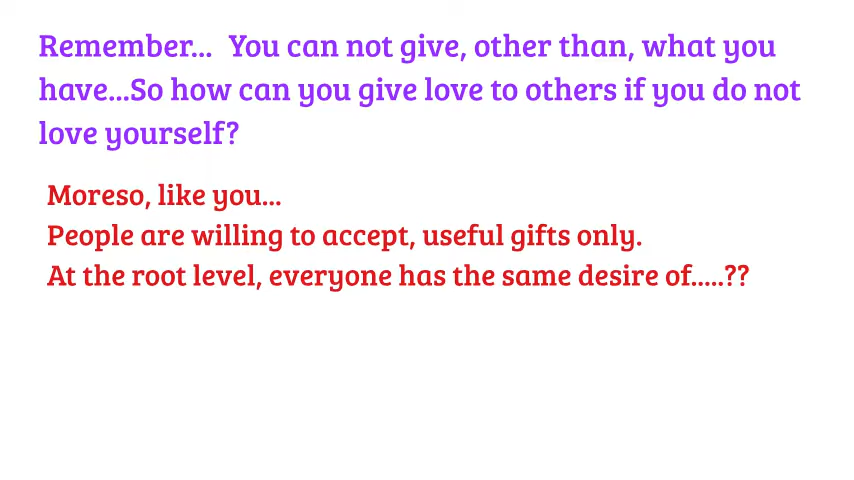 Remember...  You can not give, other than, what you
have...So how can you give love to others if you do not
love yourself?
Moreso, like you...
People are willing to accept, useful gifts only.
At the root level, everyone has the same desire of.....??